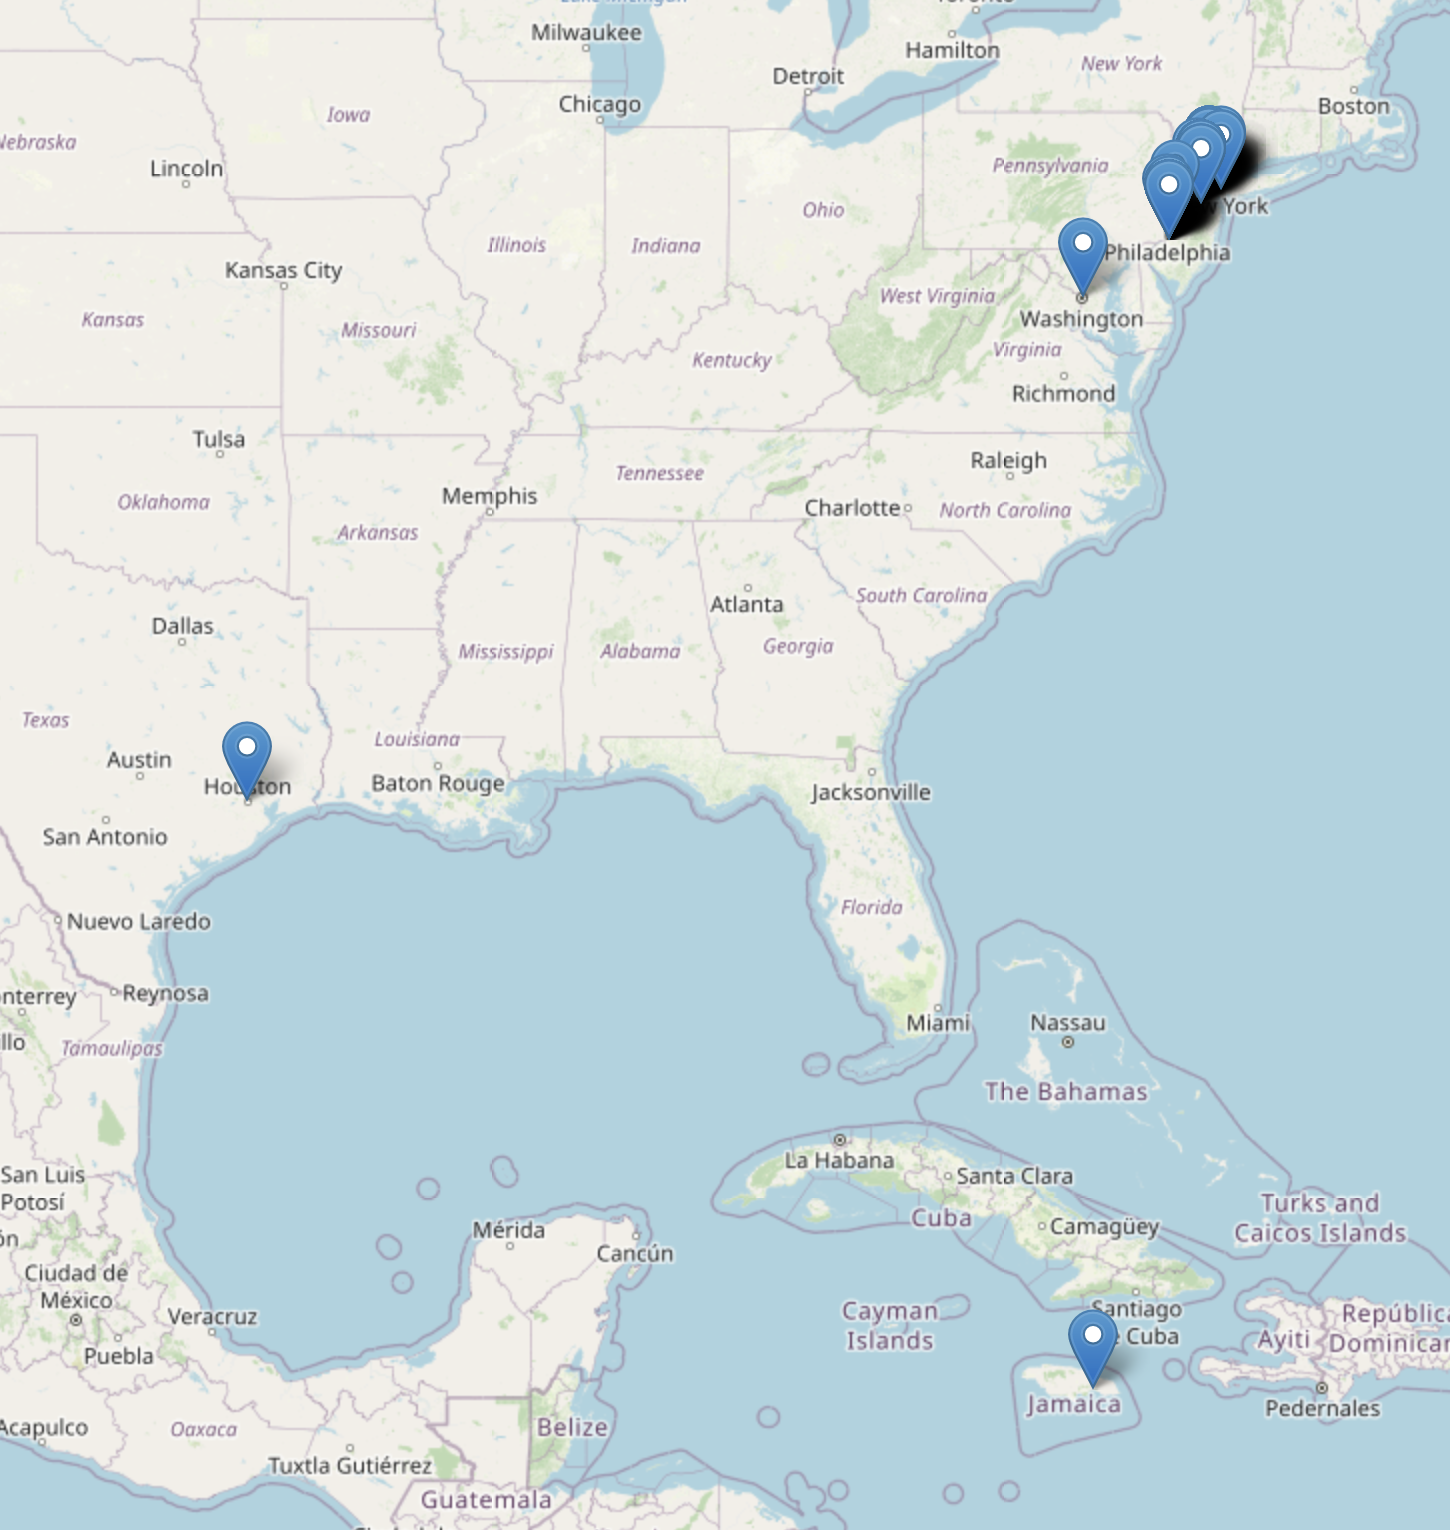 Milwaukee
Hamilton
New York
Detroit
Chicago
Boston
Iowa
Nebraska
Lincoln
Pennsylvania
Ohio
York
Illinois
Indiana
Philadelphia
Kansas City
West Virginia
Washington
Kansas
Missouri
Virginia
Kentucky
Richmond
Tulsa
Raleigh
Tennessee
Memphis
Oklahoma
Charlotte
North Carolina
Arkansas
South Carolina
Atlanta
Dallas
Mississippi
Alabama
Georgia
Texas
Louisiana
Austin
Houston
Baton Rouge
Jacksonville
San Antonio
Florida
Nuevo Laredo
Reynosa
nterrey
Miami
Nassau
llo
Tamaulipas
The Bahamas
La Habana
San Luis
Potosí
Santa Clara
Turks and
Caicos Islands
Cuba
Camagüey
Mérida
ón
Cancún
Ciudad de
México
Veracruz
Cayman
Islands
Santiago
e Cuba
República
Dominican
Ayiti
Puebla
Jamaica
Pedernales
Acapulco
Oaxaca
Belize
Tuxtla Gutiérrez
Guatemala